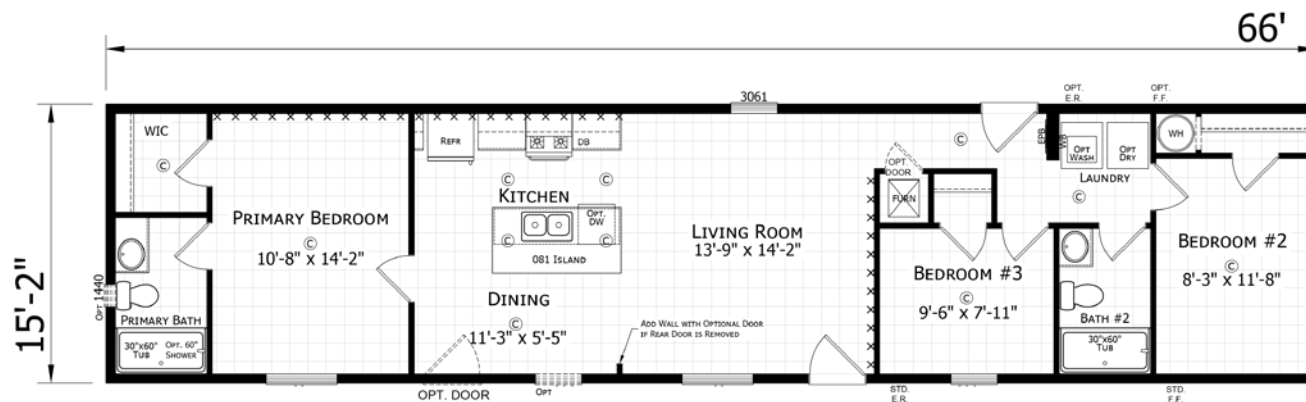 66'
15'-2"
3061
OPT.
E.R.
OPT.
F.F.
WIC
C
REFR
DB
C
EPB
WB
OPT
WASH
OPT
DRY
WH
OPT.
DOOR
FURN
LAUNDRY
C
C
C
KITCHEN
OPT.
DW
C
C
081 ISLAND
PRIMARY BEDROOM
C
10'-8" x 14'-2"
LIVING ROOM
13'-9" x 14'-2"
BEDROOM #2
C
8'-3" x 11'-8"
BEDROOM #3
C
9'-6" x 7'-11"
DINING
C
11'-3" x 5'-5"
OPT 1440
PRIMARY BATH
30"x60"
TUB
OPT. 60"
SHOWER
ADD WALL WITH OPTIONAL DOOR
IF REAR DOOR IS REMOVED
BATH #2
30"x60"
TUB
OPT. DOOR
OPT
STD.
E.R.
STD.
F.F.